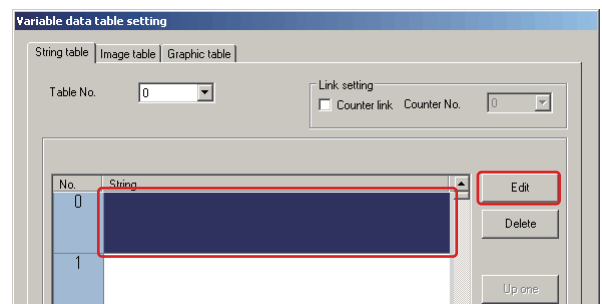 Variable data table setting
String table Image table Graphic table
Link setting
Table No. 0 Counter link Counter No. 0
No. String
0 Edit
Delete
1
Up one